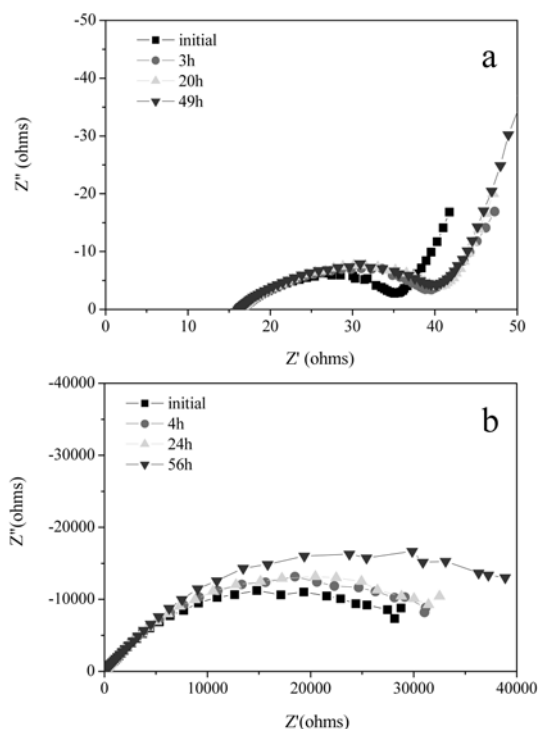 -50
-40
-30
-20
-10
0
Z" (ohms)
initial
3h
20h
49h
a
0 10 20 30 40 50
Z' (ohms)
-40000
-30000
-20000
-10000
0
Z"(ohms)
initial
4h
24h
56h
b
0 10000 20000 30000 40000
Z'(ohms)